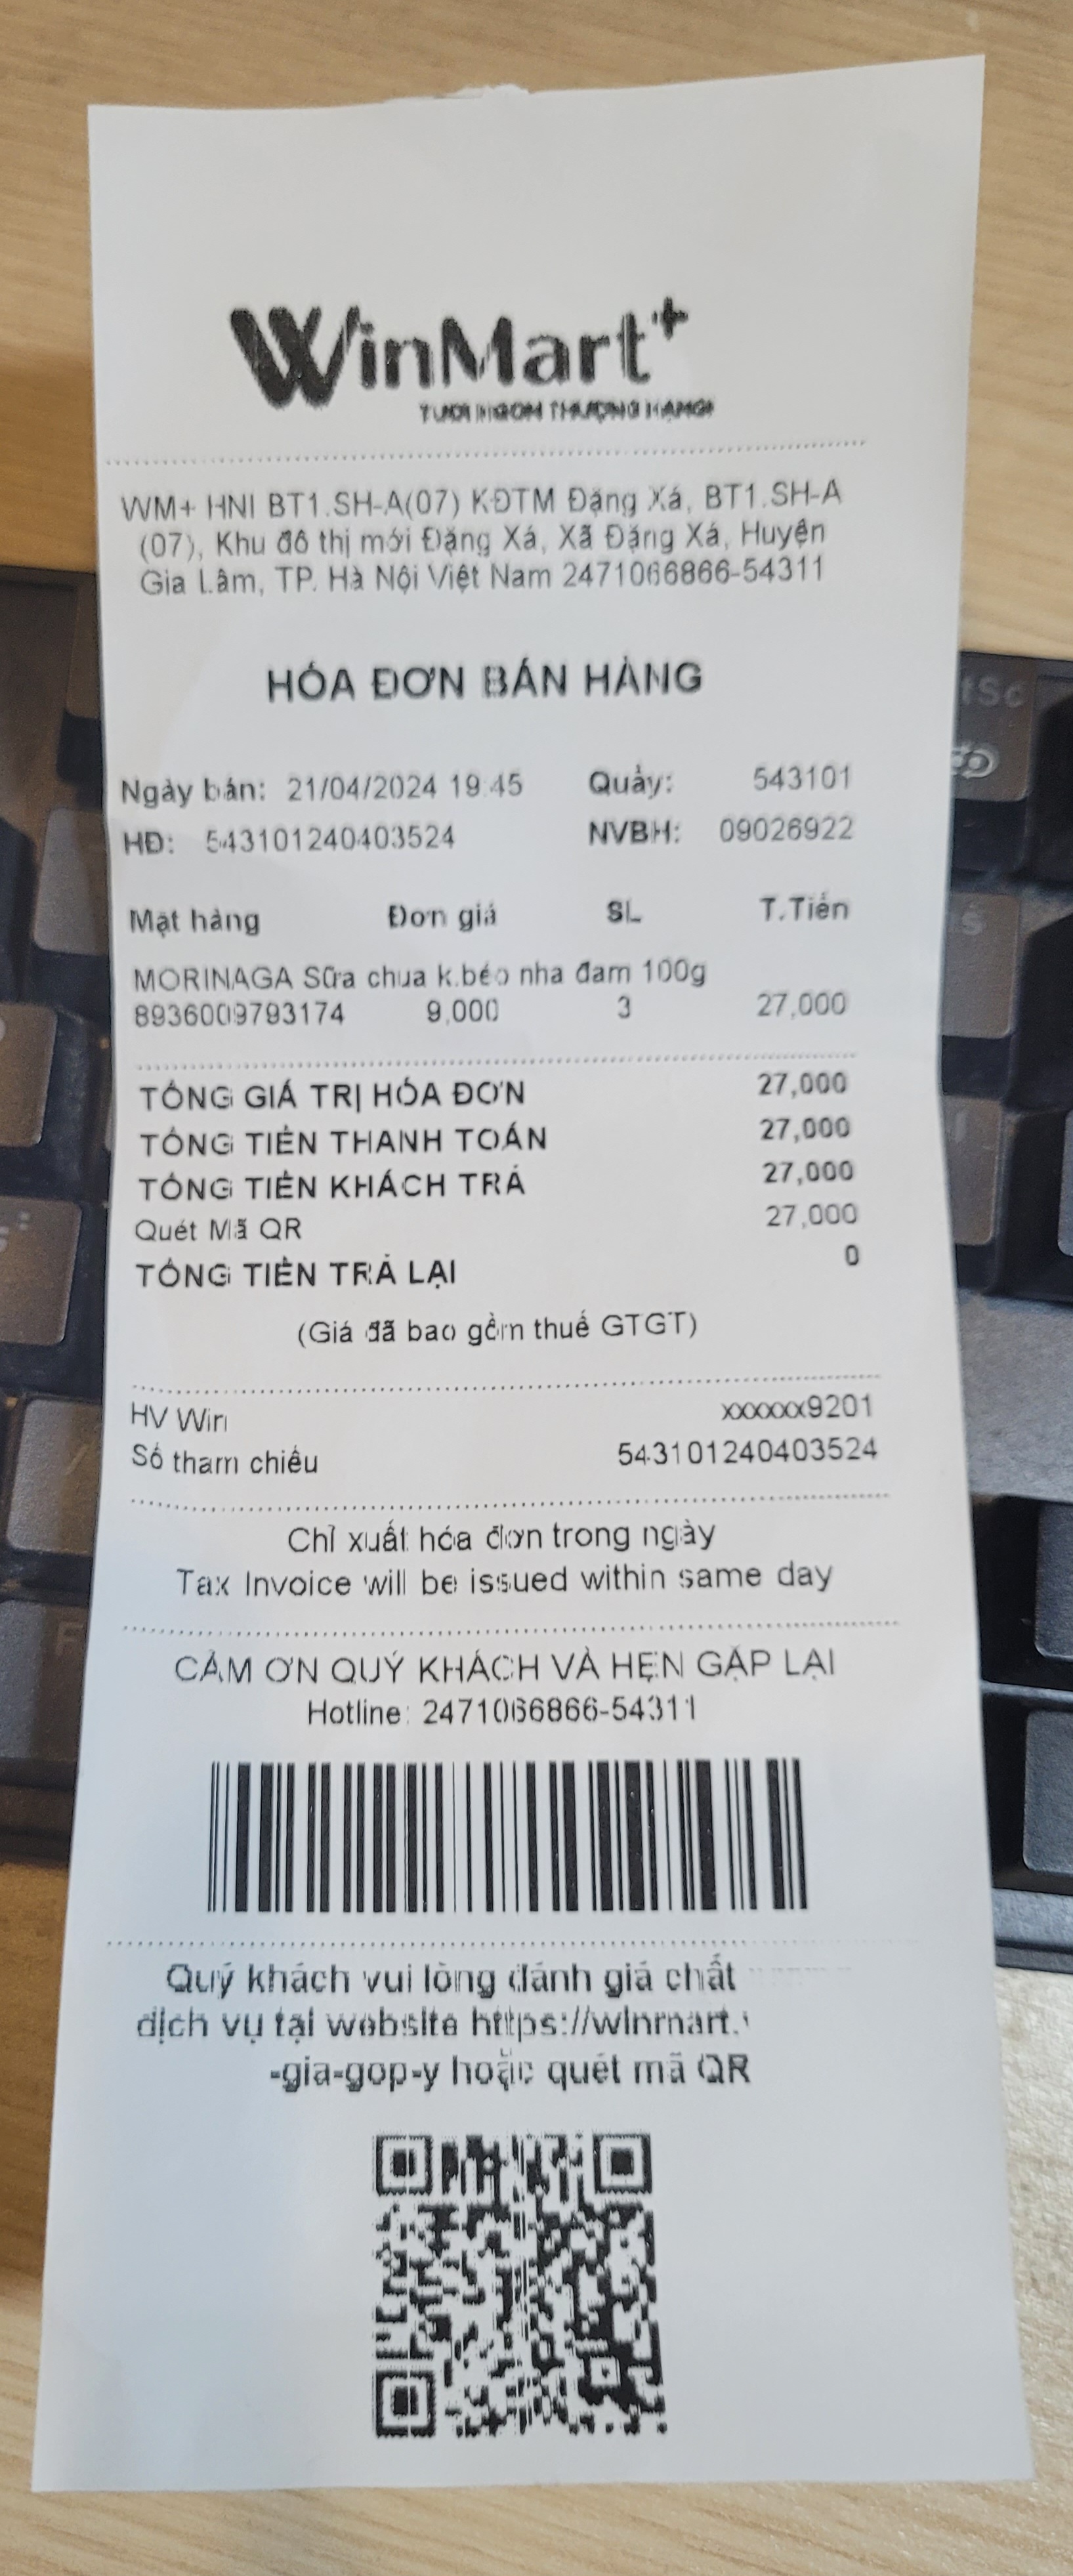 WinMart+
TƯƠI NGON THƯỢNG HẠNG!
WM+ HNI BT1.SH-A(07) KĐTM Đặng Xá, BT1.SH-A
(07), Khu đô thị mới Đặng Xá, Xã Đặng Xá, Huyện
Gia Lâm, TP. Hà Nội Việt Nam 2471066866-54311
HÓA ĐƠN BÁN HÀNG
Ngày bán: 21/04/2024 19:45 Quầy: 543101
HĐ: 543101240403524 NVBH: 09026922
Mặt hàng Đơn giá SL T.Tiền
MORINAGA Sữa chua k.béo nha đam 100g
8936009793174 9,000 3 27,000
TỔNG GIÁ TRỊ HÓA ĐƠN 27,000
TỔNG TIỀN THANH TOÁN 27,000
TỔNG TIỀN KHÁCH TRẢ 27,000
Quét Mã QR 27,000
TỔNG TIỀN TRẢ LẠI 0
(Giá đã bao gồm thuế GTGT)
HV Win xxxxxx9201
Số tham chiếu 543101240403524
Chỉ xuất hóa đơn trong ngày
Tax Invoice will be issued within same day
CẢM ƠN QUÝ KHÁCH VÀ HẸN GẶP LẠI
Hotline: 2471066866-54311
Quý khách vui lòng đánh giá chất
dịch vụ tại website https://winmart.
-gia-gop-y hoặc quét mã QR